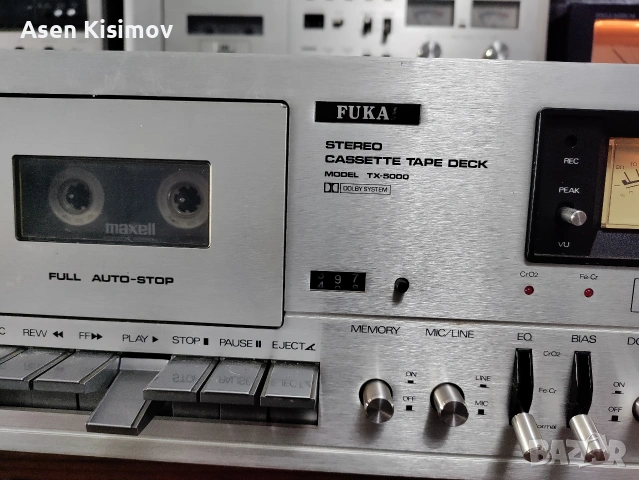 Asen Kisimov
FUKA
STEREO
CASSETTE TAPE DECK
MODEL TX-5000
DOLBY SYSTEM
REC
PEAK
VU
maxell
FULL AUTO-STOP
CrO2
Fe-Cr
REW FF PLAY STOP PAUSE EJECT
MEMORY MIC/LINE EQ BIAS
ON
OFF
LINE
MIC
CrO2
Fe-Cr
ON
OFF
BAZAR